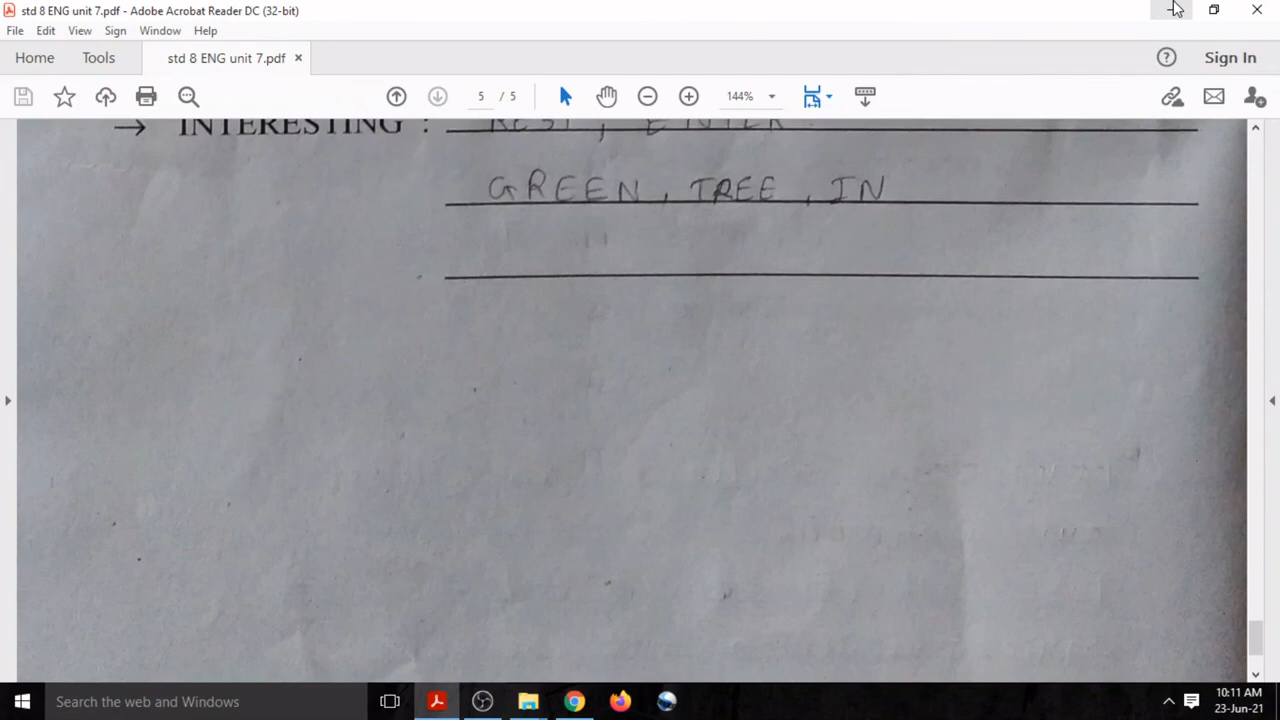 std 8 ENG unit 7.pdf - Adobe Acrobat Reader DC (32-bit)
File Edit View Sign Window Help
Home Tools std 8 ENG unit 7.pdf × Sign In
5 / 5 144%
→ INTERESTING : REST, ENTER
GREEN, TREE, IN
Search the web and Windows
10:11 AM
23-Jun-21